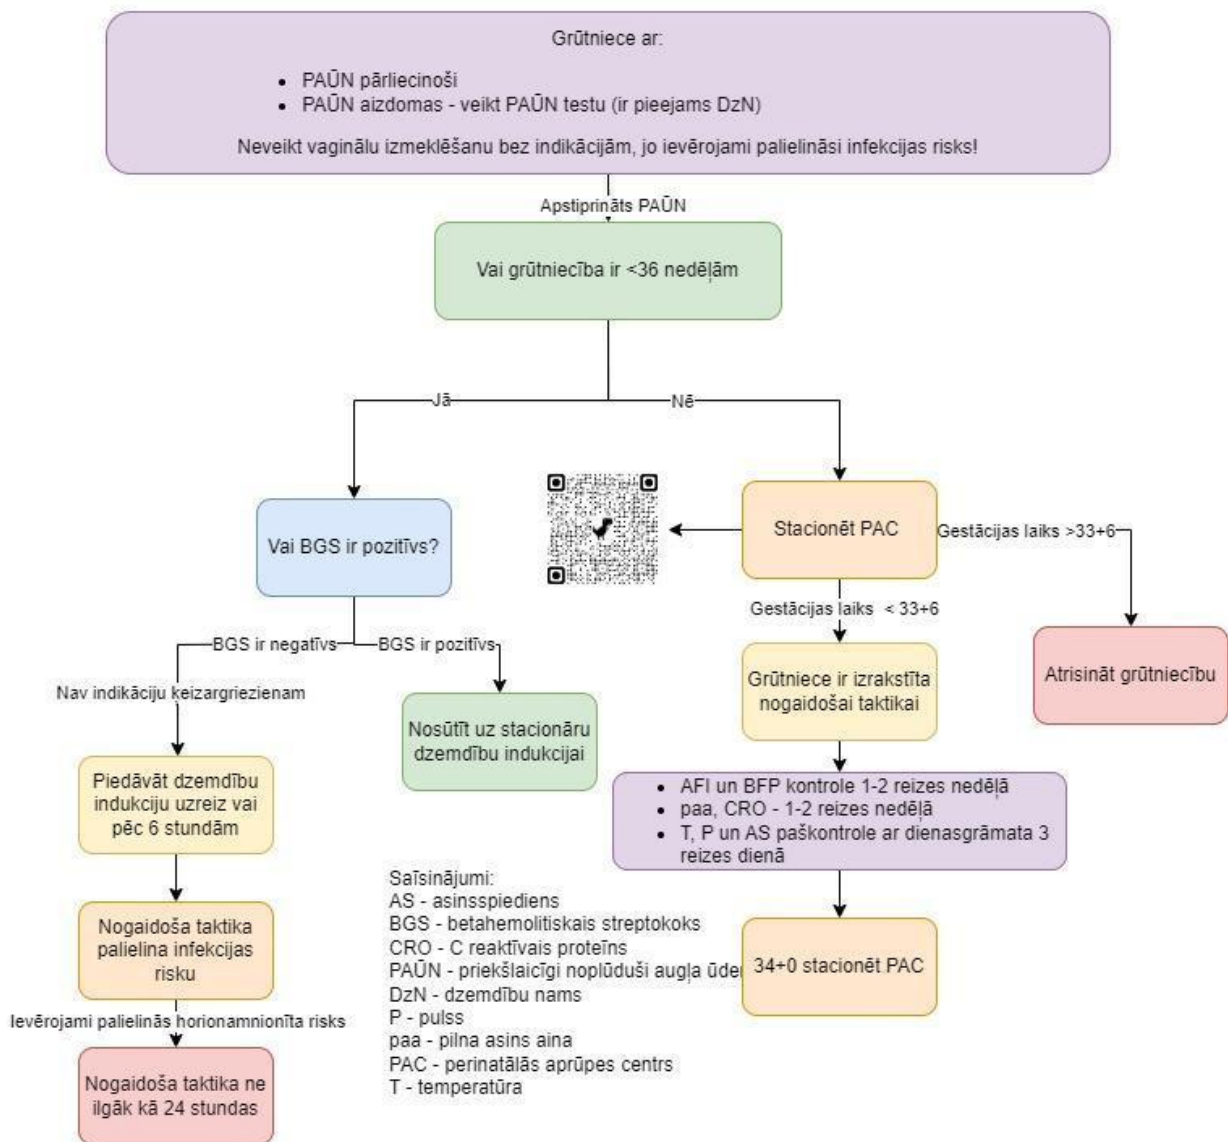 Grūtniece ar:
• PAŪN pārliecinoši
• PAŪN aizdomas - veikt PAŪN testu (ir pieejams DzN)
Neveikt vaginālu izmeklēšanu bez indikācijām, jo ievērojami palielināsi infekcijas risks!
Apstiprināts PAŪN
Vai grūtniecība ir <36 nedēļām
Jā
Nē
Vai BGS ir pozitīvs?
Stacionēt PAC
Gestācijas laiks >33+6
Gestācijas laiks < 33+6
BGS ir negatīvs
BGS ir pozitīvs
Nav indikāciju ķeizargriezienam
Nosūtīt uz stacionāru
dzemdību indukcijai
Grūtniece ir izrakstīta
nogaidošai taktikai
Atrisināt grūtniecību
Piedāvāt dzemdību
indukciju uzreiz vai
pēc 6 stundām
• AFI un BFP kontrole 1-2 reizes nedēļā
• paa, CRO - 1-2 reizes nedēļā
• T, P un AS paškontrole ar dienasgrāmata 3
reizes dienā
Nogaidoša taktika
palielina infekcijas
risku
Ievērojami palielinās horionamnionīta risks
Nogaidoša taktika ne
ilgāk kā 24 stundas
Saīsinājumi:
AS - asinsspiediens
BGS - betahemolitiskais streptokoks
CRO - C reaktīvais proteīns
PAŪN - priekšlaicīgi noplūduši augļa
DzN - dzemdību nams
P - pulss
paa - pilna asins aina
PAC - perinatālās aprūpes centrs
T - temperatūra
34+0 stacionēt PAC